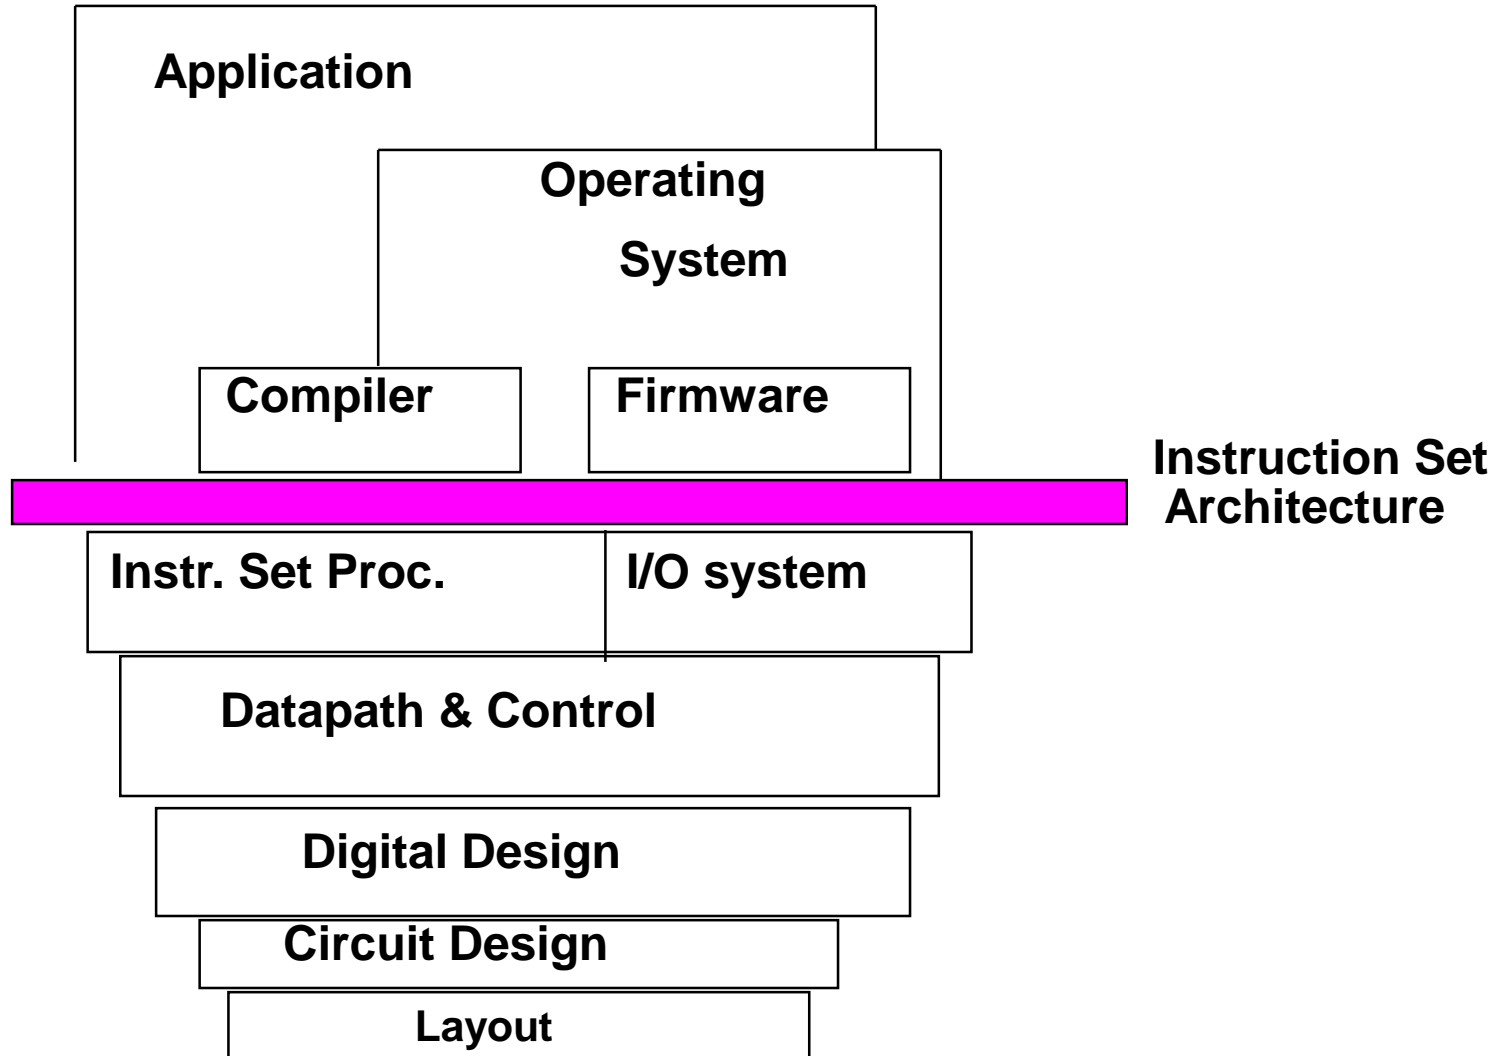 Application
Operating
System
Compiler
Firmware
Instruction Set
Architecture
Instr. Set Proc.
I/O system
Datapath & Control
Digital Design
Circuit Design
Layout